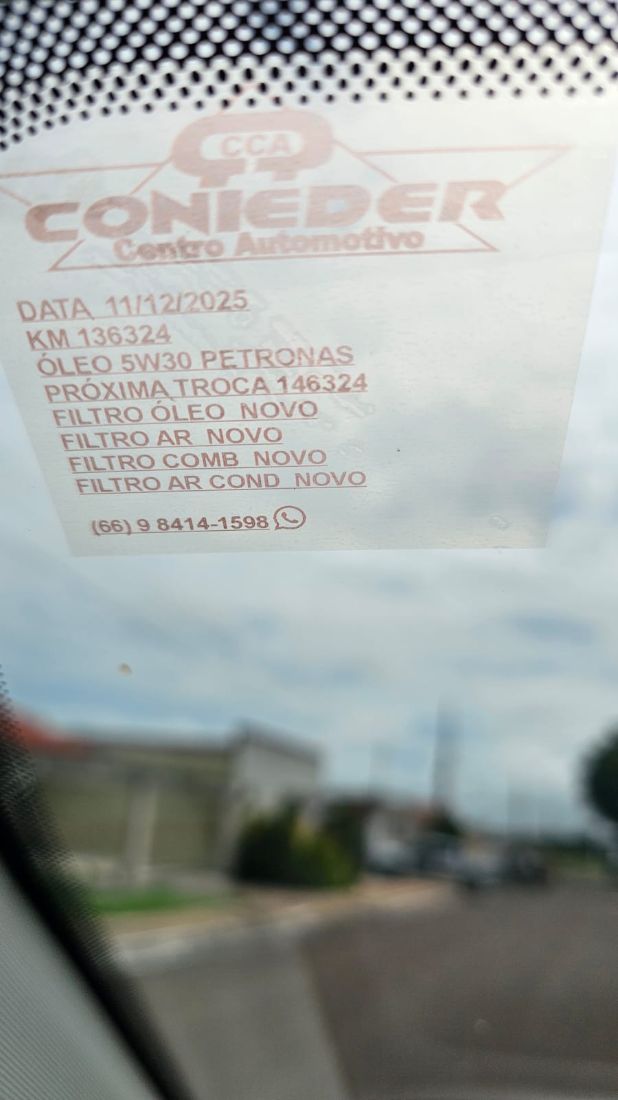 CCA
CONIEDER
Centro Automotivo
DATA 11/12/2025
KM 136324
ÓLEO 5W30 PETRONAS
PRÓXIMA TROCA 146324
FILTRO ÓLEO NOVO
FILTRO AR NOVO
FILTRO COMB NOVO
FILTRO AR COND NOVO
(66) 9 8414-1598